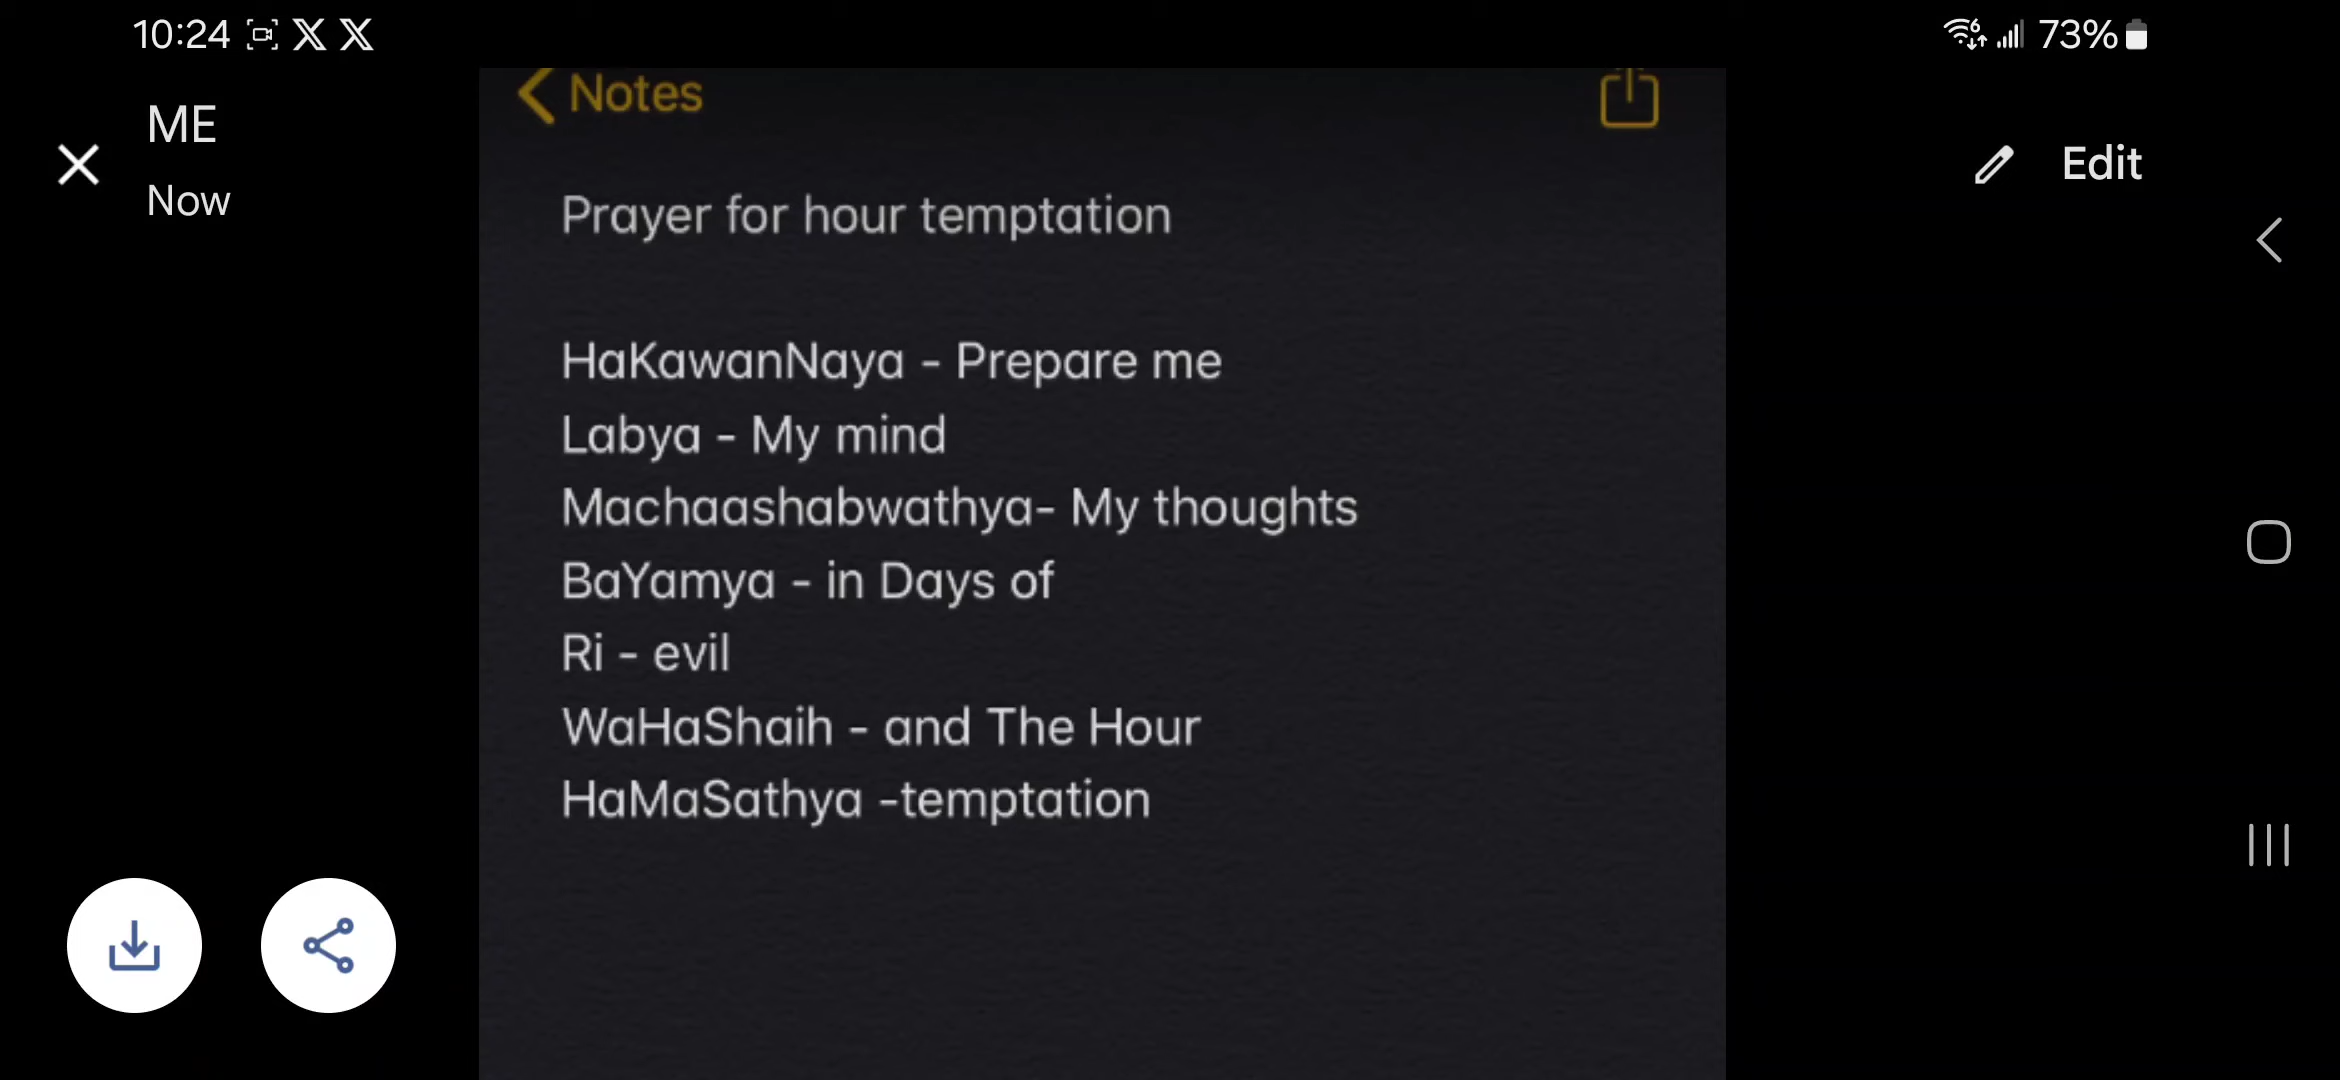 10:24 73%
ME
Now
Edit
Notes
Prayer for hour temptation
HaKawanNaya - Prepare me
Labya - My mind
Machaashabwathya- My thoughts
BaYamya - in Days of
Ri - evil
WaHaShaih - and The Hour
HaMaSathya -temptation